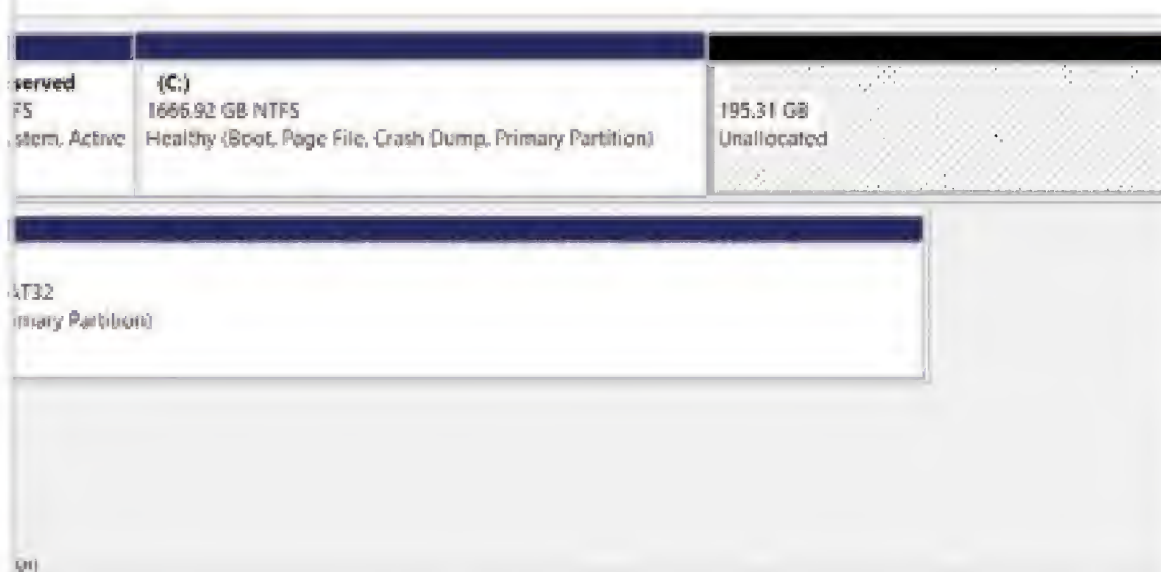 served
(C:)
FS
1666.92 GB NTFS
stem, Active
Healthy (Boot, Page File, Crash Dump, Primary Partition)
195.31 GB
Unallocated
AT32
imary Partition)
on)